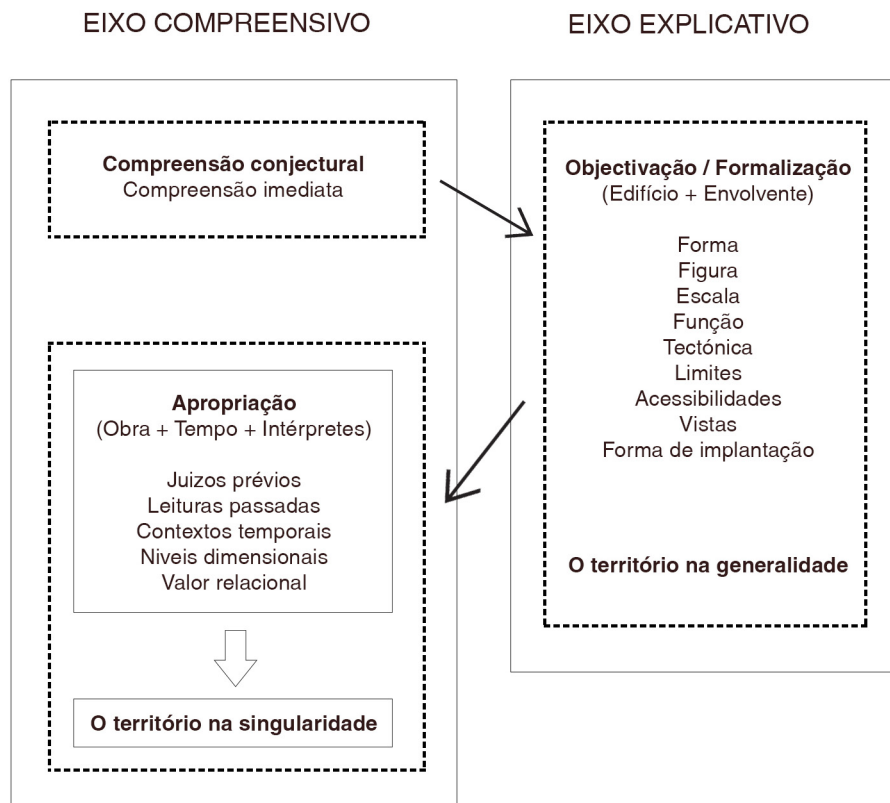 EIXO COMPREENSIVO
EIXO EXPLICATIVO
Compreensão conjectural
Compreensão imediata
Objectivação / Formalização
(Edifício + Envolvente)
Forma
Figura
Escala
Função
Tectónica
Limites
Acessibilidades
Vistas
Forma de implantação
O território na generalidade
Apropriação
(Obra + Tempo + Intérpretes)
Juizos prévios
Leituras passadas
Contextos temporais
Niveis dimensionais
Valor relacional
O território na singularidade